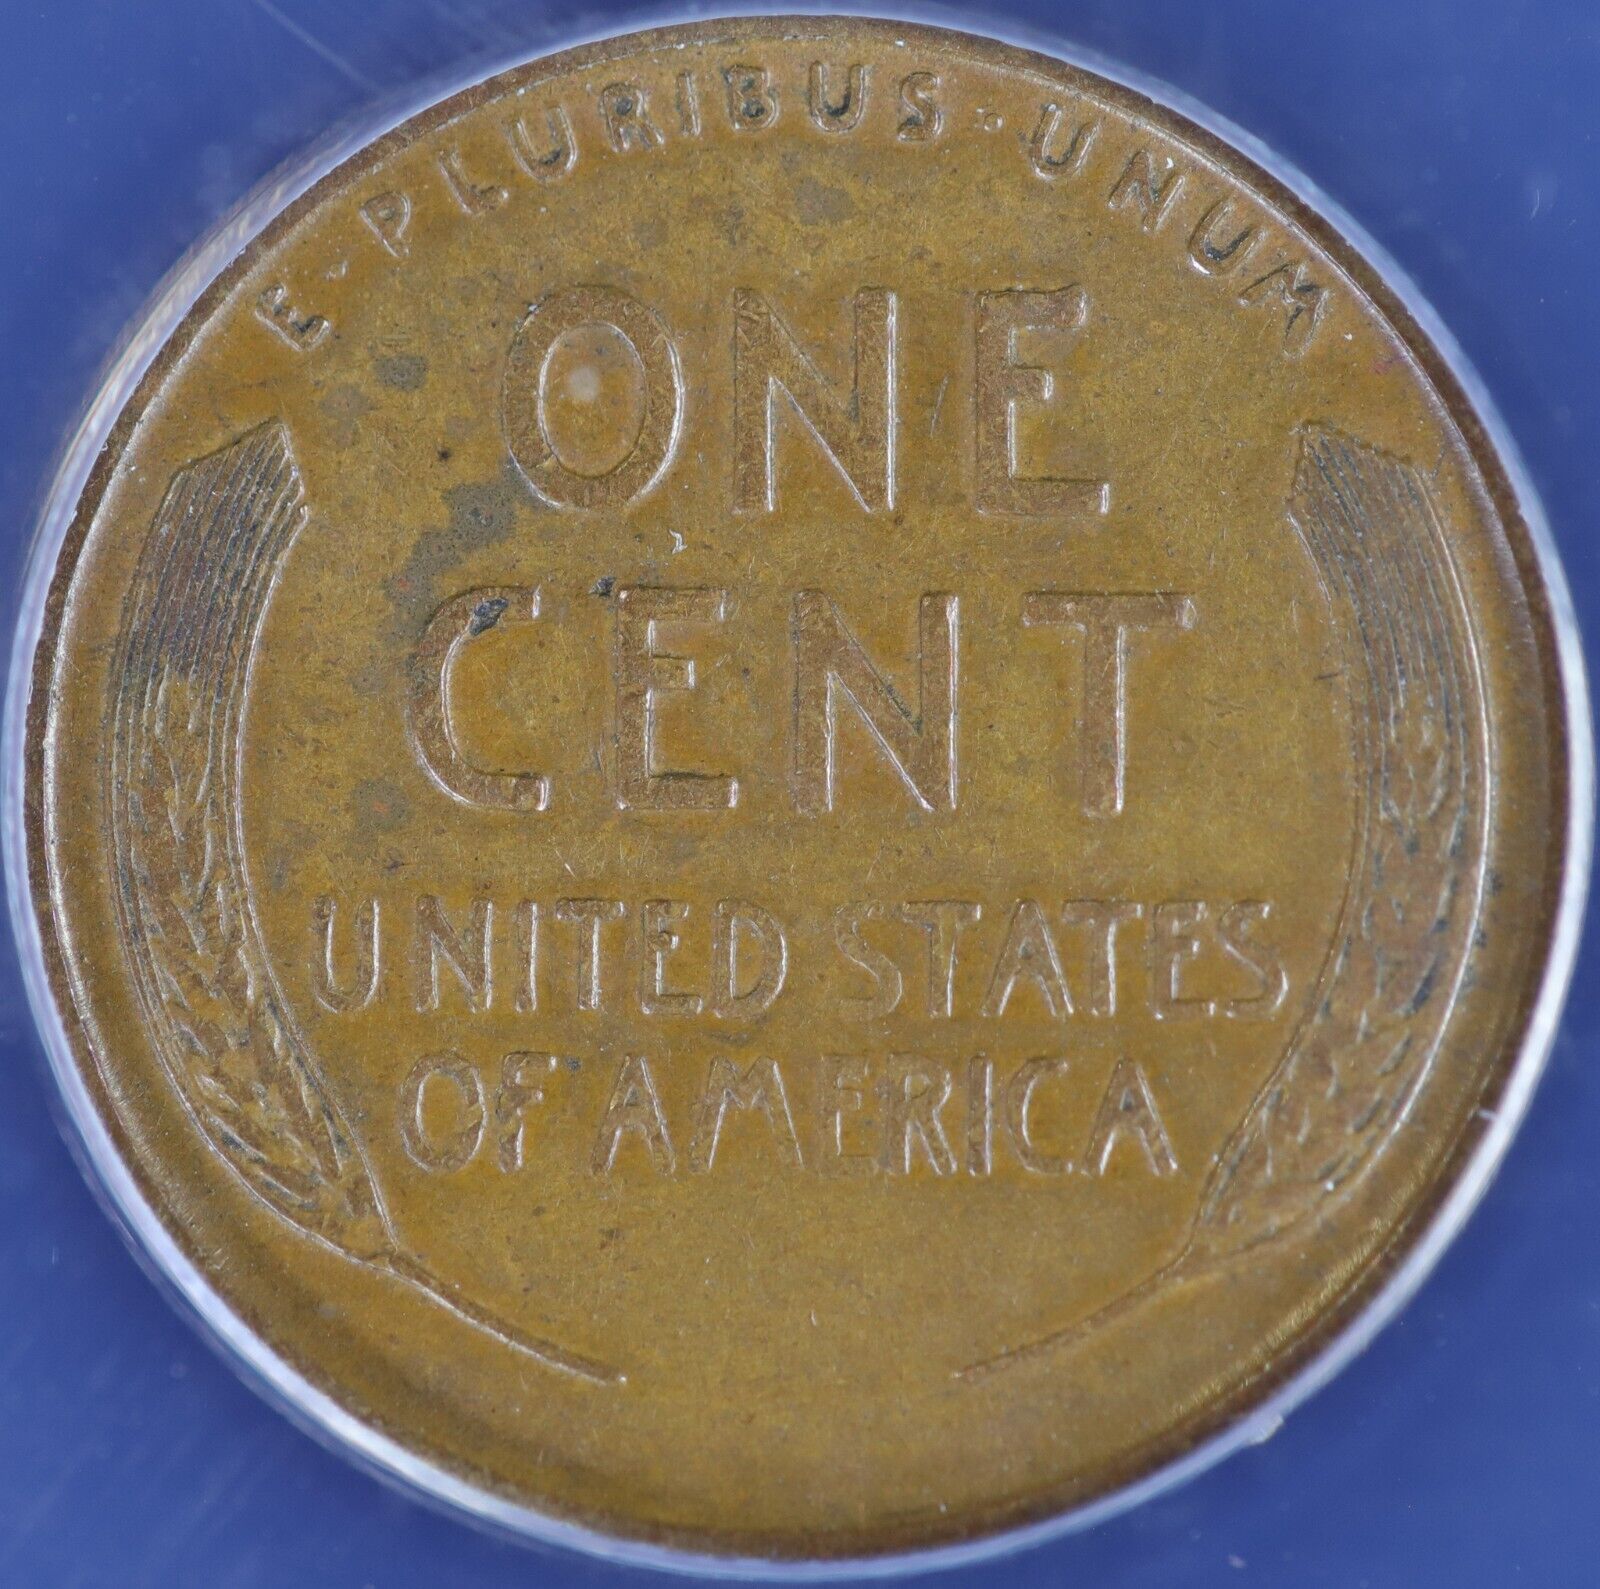 E · PLURIBUS · UNUM
ONE
CENT
UNITED STATES
OF AMERICA